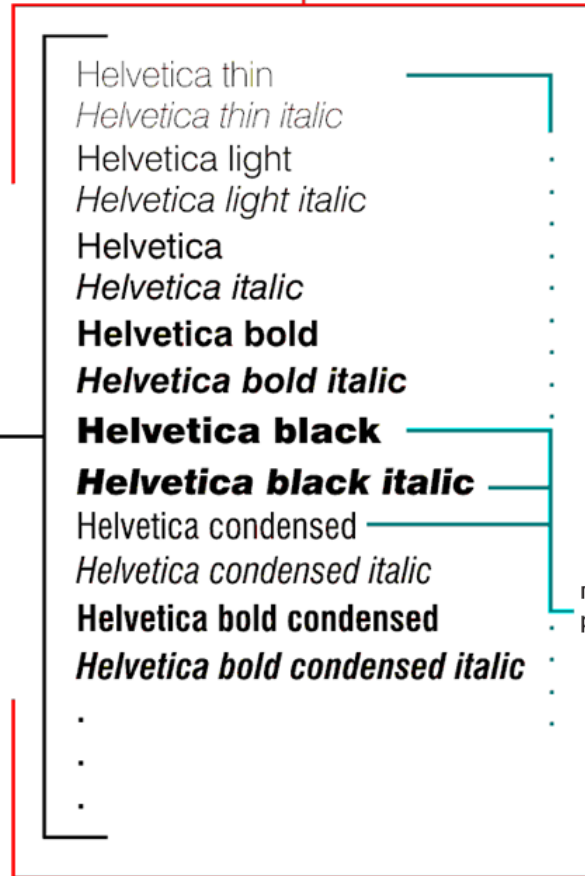 Helvetica thin
Helvetica thin italic
Helvetica light
Helvetica light italic
Helvetica
Helvetica italic
Helvetica bold
Helvetica bold italic
Helvetica black
Helvetica black italic
Helvetica condensed
Helvetica condensed italic
Helvetica bold condensed
Helvetica bold condensed italic
.
.
.